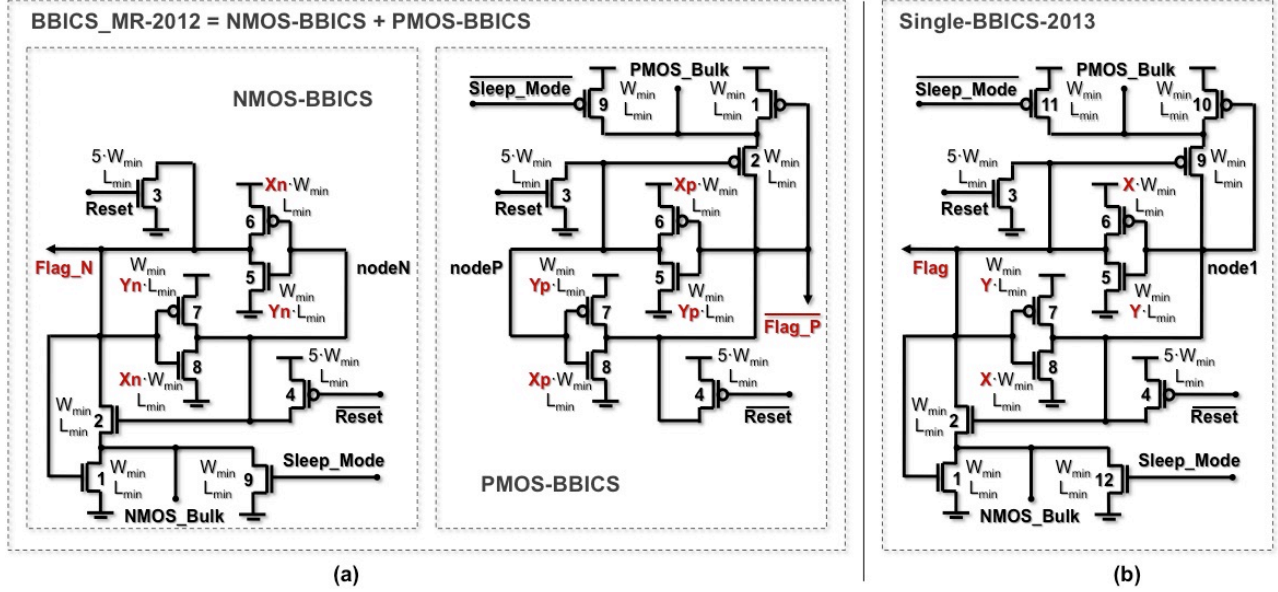 BBICS_MR-2012 = NMOS-BBICS + PMOS-BBICS
NMOS-BBICS
5·Wmin
Lmin
3
Reset
Xn·Wmin
Lmin
6
Flag_N
nodeN
Wmin
Yn·Lmin
7
5
Wmin
Yn·Lmin
8
Xn·Wmin
Lmin
5·Wmin
Lmin
4
Reset
Wmin
Lmin
2
Sleep_Mode
1
Wmin
Lmin
Wmin
Lmin
9
NMOS_Bulk
PMOS_Bulk
Sleep_Mode
9
Wmin
Lmin
Wmin
Lmin
1
5·Wmin
Lmin
2
Wmin
Lmin
3
Reset
Xp·Wmin
Lmin
6
nodeP
Wmin
Yp·Lmin
7
5
Wmin
Yp·Lmin
Flag_P
8
Xp·Wmin
Lmin
5·Wmin
Lmin
4
Reset
PMOS-BBICS
(a)
Single-BBICS-2013
PMOS_Bulk
Sleep_Mode
11
Wmin
Lmin
Wmin
Lmin
10
5·Wmin
Lmin
9
Wmin
Lmin
3
Reset
X·Wmin
Lmin
6
Flag
node1
Wmin
Y·Lmin
7
5
Wmin
Y·Lmin
8
X·Wmin
Lmin
5·Wmin
Lmin
4
Reset
Wmin
Lmin
2
Sleep_Mode
1
Wmin
Lmin
Wmin
Lmin
12
NMOS_Bulk
(b)